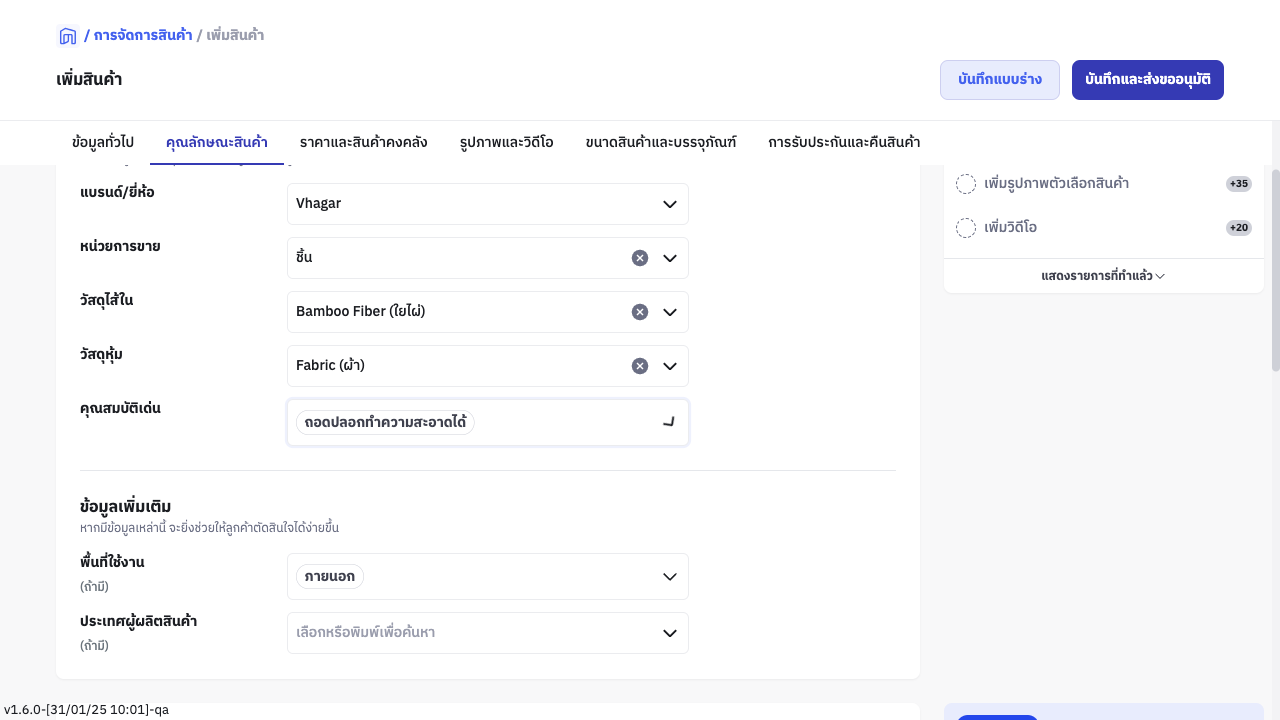 / การจัดการสินค้า / เพิ่มสินค้า
เพิ่มสินค้า
บันทึกแบบร่าง
บันทึกและส่งขออนุมัติ
ข้อมูลทั่วไป
คุณลักษณะสินค้า
ราคาและสินค้าคงคลัง
รูปภาพและวิดีโอ
ขนาดสินค้าและบรรจุภัณฑ์
การรับประกันและคืนสินค้า
แบรนด์/ยี่ห้อ
Vhagar
หน่วยการขาย
ชิ้น
วัสดุไส้ใน
Bamboo Fiber (ใยไผ่)
วัสดุหุ้ม
Fabric (ผ้า)
คุณสมบัติเด่น
ถอดปลอกทำความสะอาดได้
ข้อมูลเพิ่มเติม
หากมีข้อมูลเหล่านี้ จะยิ่งช่วยให้ลูกค้าตัดสินใจได้ง่ายขึ้น
พื้นที่ใช้งาน
(ถ้ามี)
ภายนอก
ประเทศผู้ผลิตสินค้า
(ถ้ามี)
เลือกหรือพิมพ์เพื่อค้นหา
เพิ่มรูปภาพตัวเลือกสินค้า
+35
เพิ่มวิดีโอ
+20
แสดงรายการที่ทำแล้ว
v1.6.0-[31/01/25 10:01]-qa